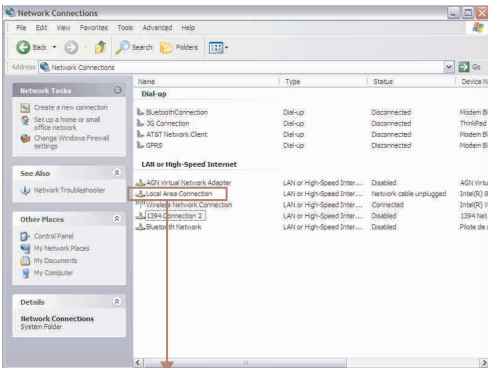 Network Connections
File Edit View Favorites Tools Advanced Help
Back Search Folders
Address Network Connections Go
Network Tasks
Create a new connection
Set up a home or small
office network
Change Windows Firewall
settings
See Also
Network Troubleshooter
Other Places
Control Panel
My Network Places
My Documents
My Computer
Details
Network Connections
System Folder
Name Type Status Device N
Dial-up
BluetoothConnection Dial-up Disconnected Modem Bl
3G Connection Dial-up Disconnected ThinkPad
AT&T Network Client Dial-up Disconnected Modem Bl
GPRS Dial-up Disconnected Modem Bl
LAN or High-Speed Internet
AGN Virtual Network Adapter LAN or High-Speed Inter... Disabled AGN Virtu
Local Area Connection LAN or High-Speed Inter... Network cable unplugged Intel(R) 8
Wireless Network Connection LAN or High-Speed Inter... Connected Intel(R) W
1394 Connection 2 LAN or High-Speed Inter... Disabled 1394 Net
Bluetooth Network LAN or High-Speed Inter... Disabled Pilote de